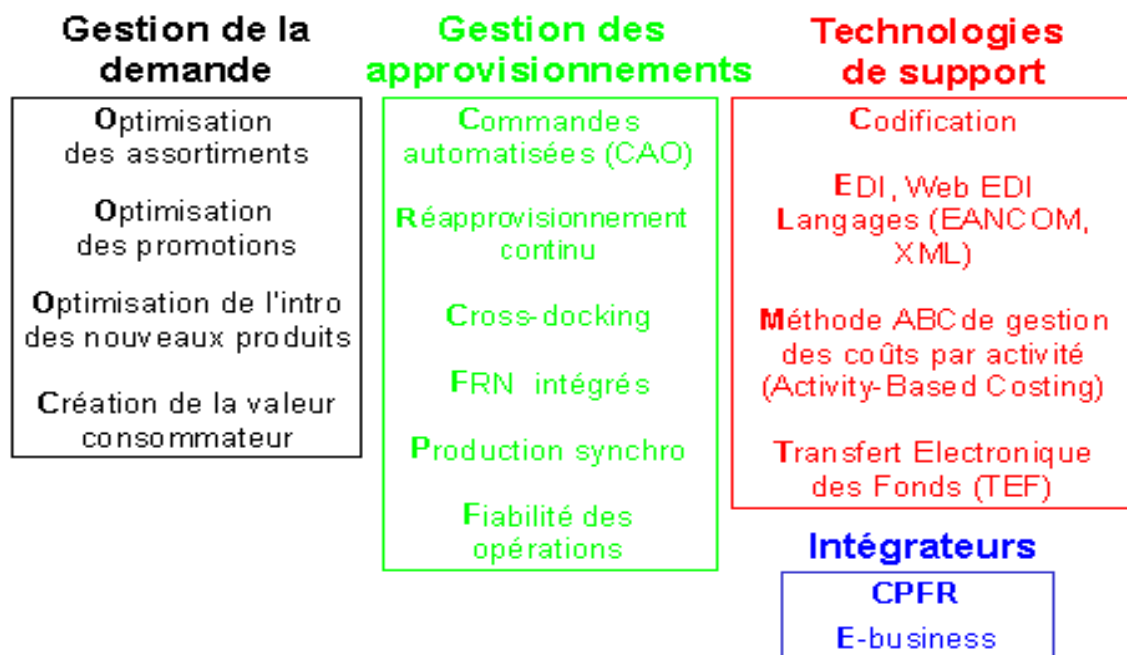 Gestion de la
demande
Optimisation
des assortiments
Optimisation
des promotions
Optimisation de l'intro
des nouveaux produits
Création de la valeur
consommateur
Gestion des
approvisionnements
Commandes
automatisées (CAO)
Réapprovisionnement
continu
Cross-docking
FRN intégrés
Production synchro
Fiabilité des
opérations
Technologies
de support
Codification
EDI, Web EDI
Langages (EANCOM,
XML)
Méthode ABC de gestion
des coûts par activité
(Activity-Based Costing)
Transfert Electronique
des Fonds (TEF)
Intégrateurs
CPFR
E-business